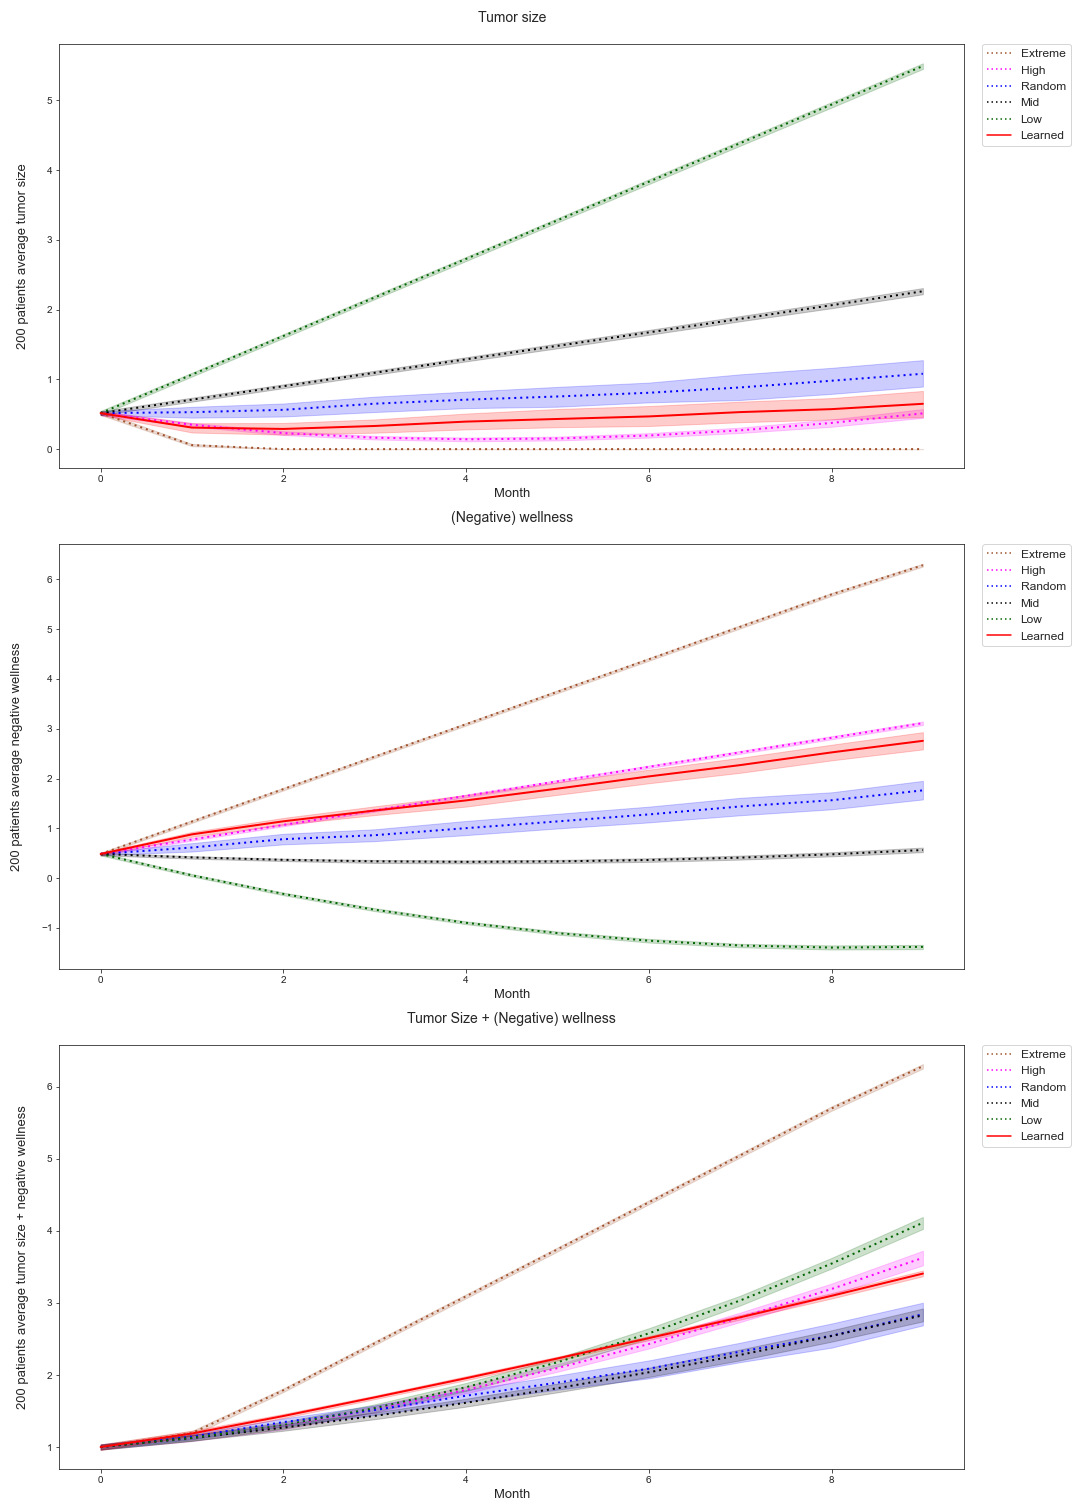 Tumor size
5
4
3
2
1
0
200 patients average tumor size
0 2 4 6 8
Month
Extreme
High
Random
Mid
Low
Learned
(Negative) wellness
6
5
4
3
2
1
0
−1
200 patients average negative wellness
0 2 4 6 8
Month
Extreme
High
Random
Mid
Low
Learned
Tumor Size + (Negative) wellness
6
5
4
3
2
1
200 patients average tumor size + negative wellness
0 2 4 6 8
Month
Extreme
High
Random
Mid
Low
Learned